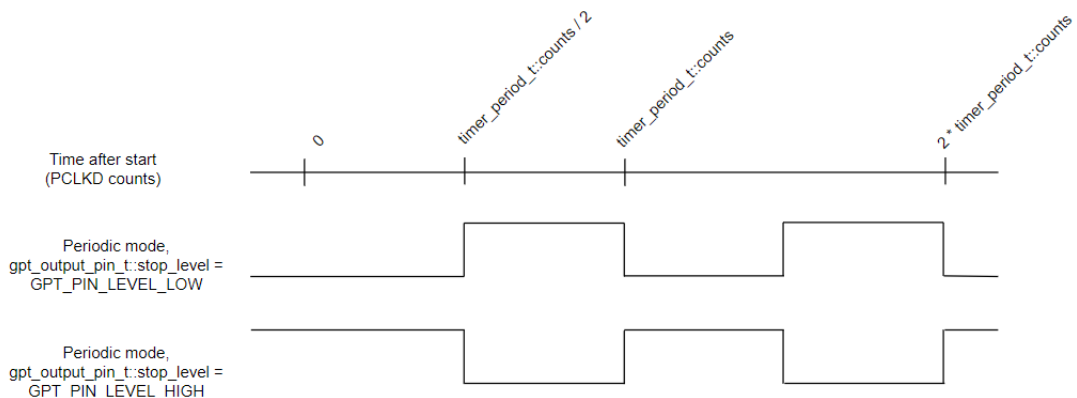 0
timer_period_t::counts / 2
timer_period_t::counts
2 * timer_period_t::counts
Time after start
(PCLKD counts)
Periodic mode,
gpt_output_pin_t::stop_level =
GPT_PIN_LEVEL_LOW
Periodic mode,
gpt_output_pin_t::stop_level =
GPT_PIN_LEVEL_HIGH